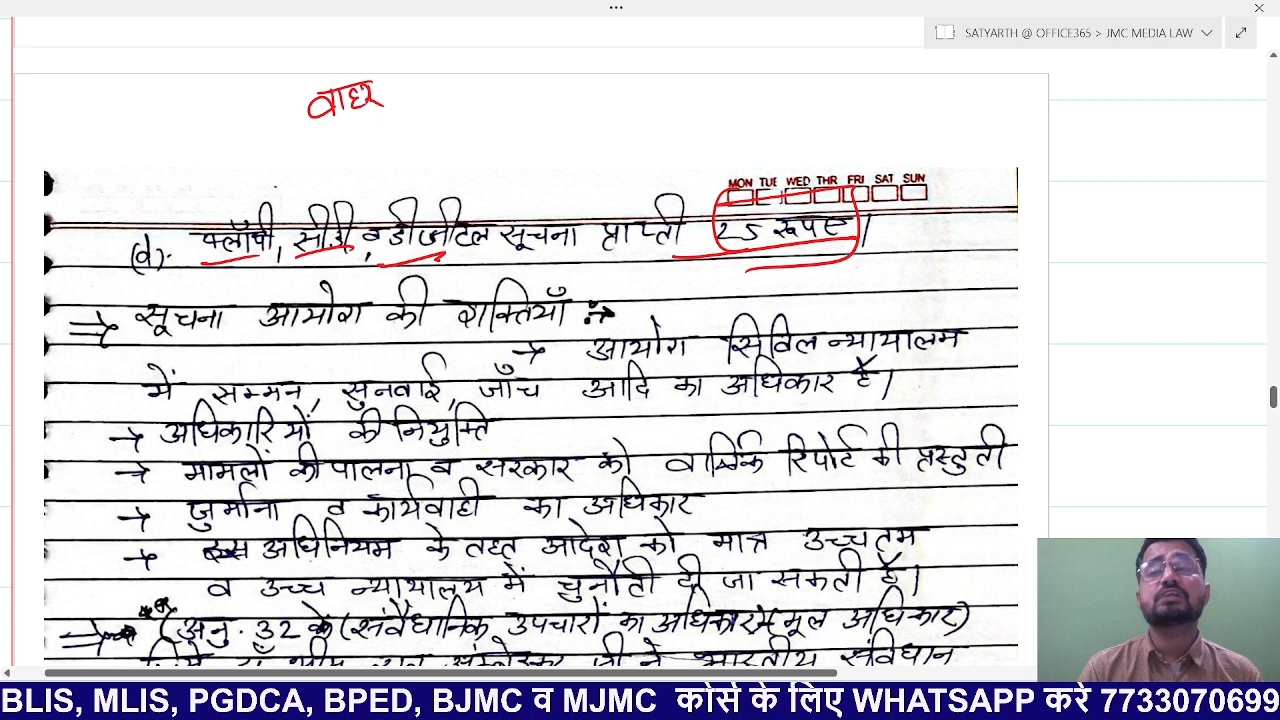 SATYARTH @ OFFICE365 > JMC MEDIA LAW
वाघर
MON TUE WED THR FRI SAT SUN
(d). फ्लॉपी, सी.डी, व डीजीटल सूचना प्राप्ती 25 रूपए।
⇒ सूचना आयोग की शक्तियाँ :→
→ आयोग सिविल न्यायालय
में सम्मन, सुनवाई, जाँच आदि का अधिकार है।
→ अधिकारियों की नियुक्ति
→ मामलों की पालना व सरकार को वार्षिक रिपोर्ट की प्रस्तुती
→ जुर्माना व कार्यवाही का अधिकार
→ इस अधिनियम के तहत आदेश को मात्र उच्चतम
व उच्च न्यायालय में चुनौती दी जा सकती है।
⇒ (अनु. 32 के (संवैधानिक उपचारों का अधिकार में मूल अधिकार)
भारतीय संविधान
BLIS, MLIS, PGDCA, BPED, BJMC व MJMC कोर्स के लिए WHATSAPP करे 7733070699